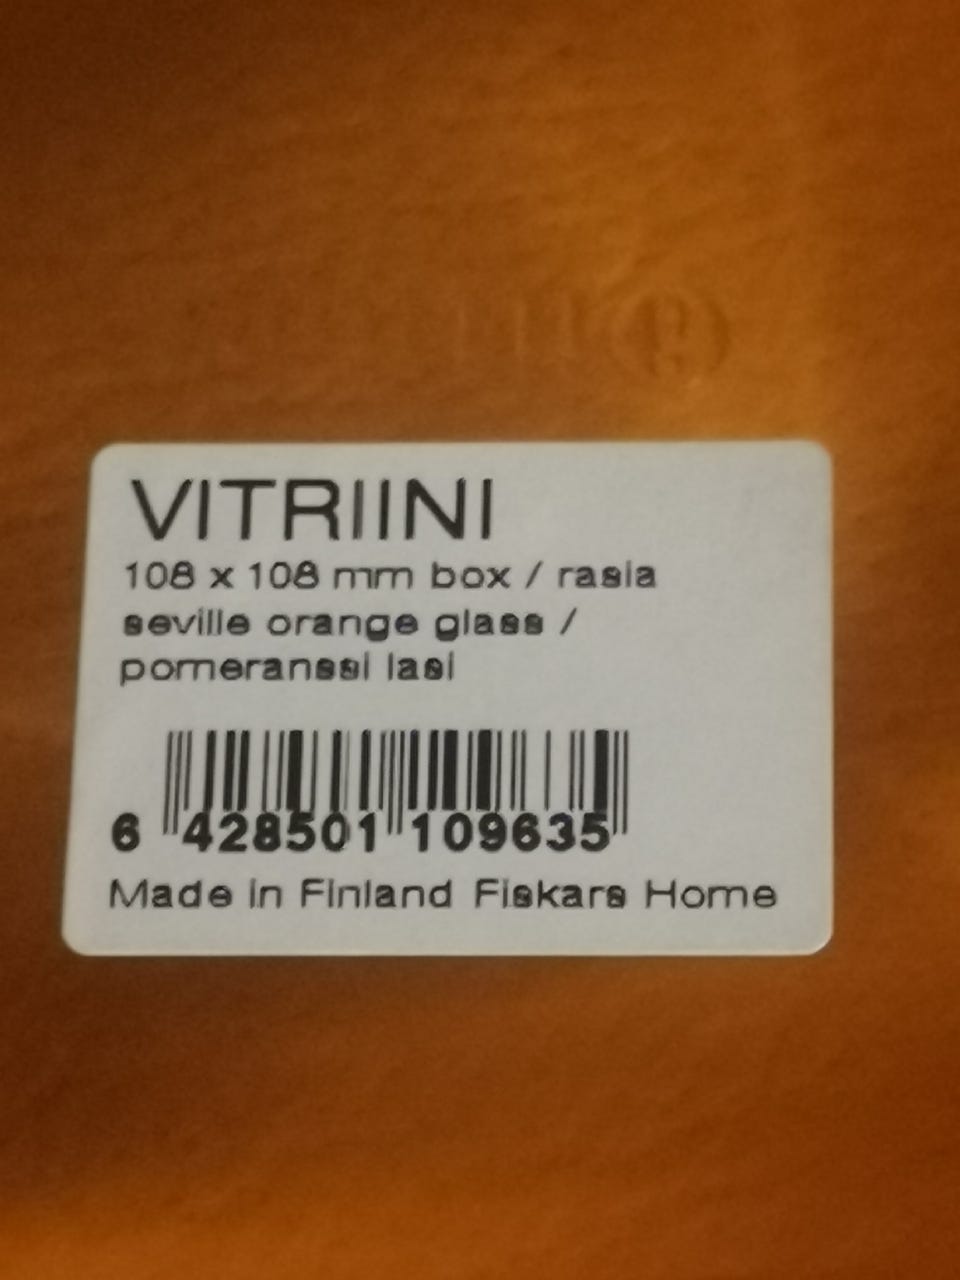 VITRIINI
108 x 108 mm box / rasia
seville orange glass /
pomeranssi lasi
6 428501 109635
Made in Finland Fiskars Home